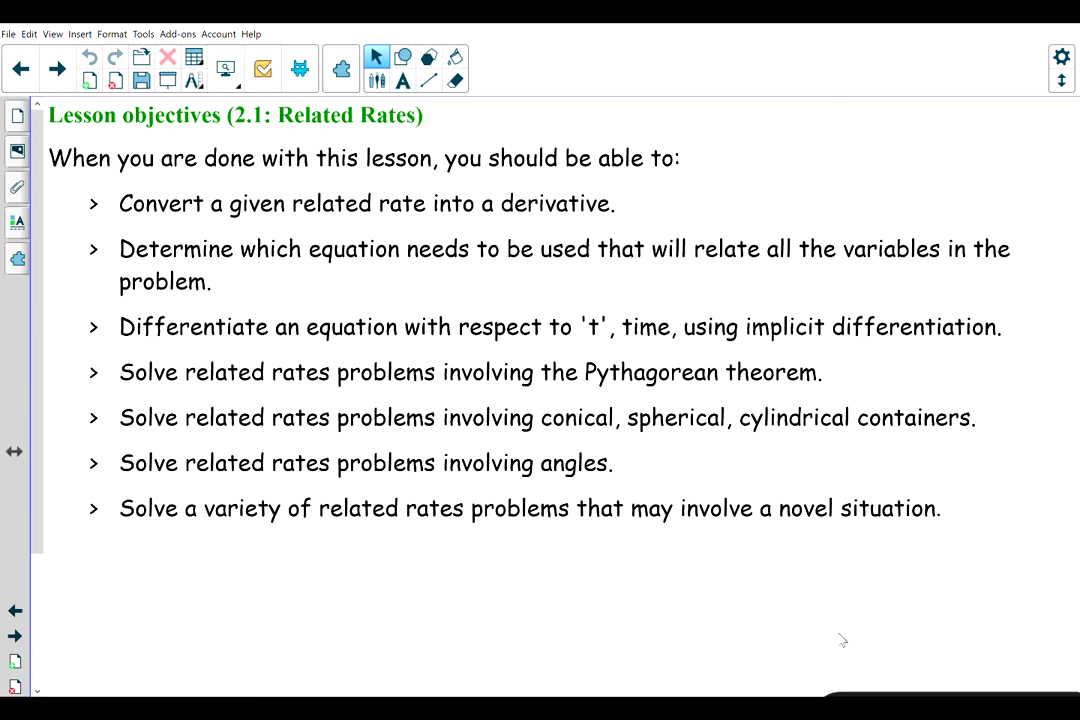 File Edit View Insert Format Tools Add-ons Account Help
Lesson objectives (2.1: Related Rates)
When you are done with this lesson, you should be able to:
> Convert a given related rate into a derivative.
> Determine which equation needs to be used that will relate all the variables in the
problem.
> Differentiate an equation with respect to 't', time, using implicit differentiation.
> Solve related rates problems involving the Pythagorean theorem.
> Solve related rates problems involving conical, spherical, cylindrical containers.
> Solve related rates problems involving angles.
> Solve a variety of related rates problems that may involve a novel situation.